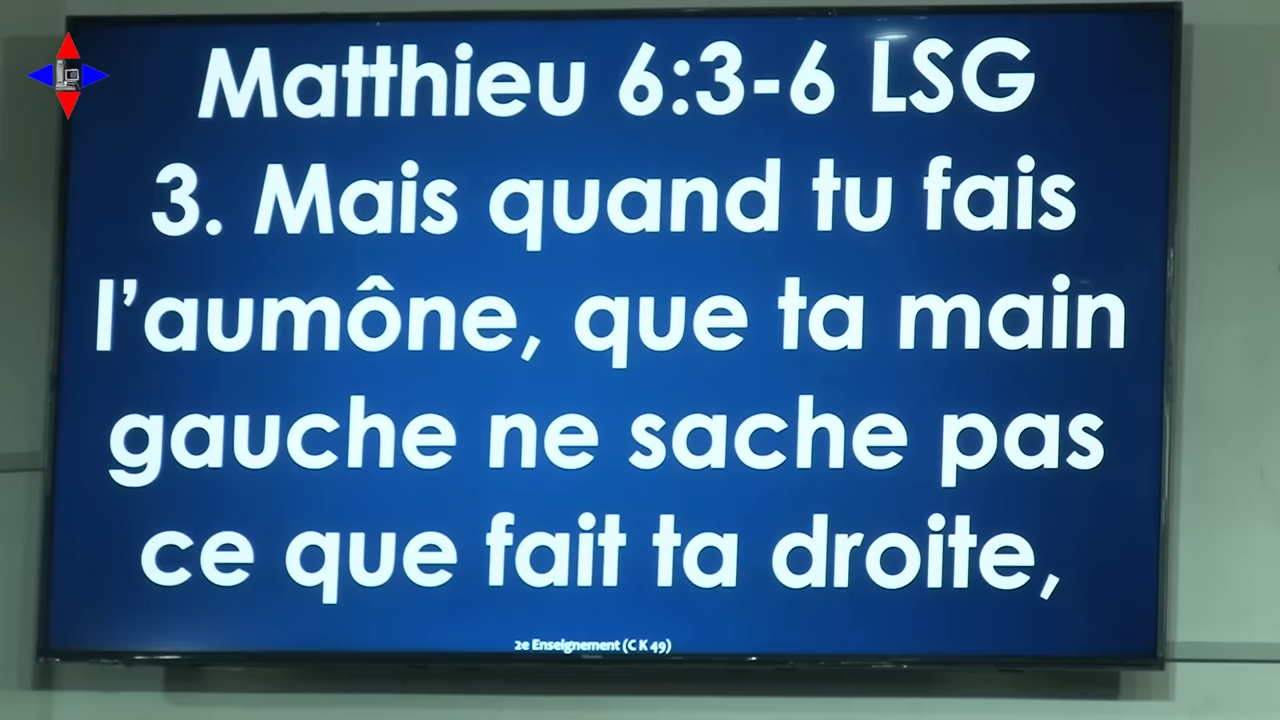 Matthieu 6:3-6 LSG
3. Mais quand tu fais
l’aumône, que ta main
gauche ne sache pas
ce que fait ta droite,
2e Enseignement (C K 49)